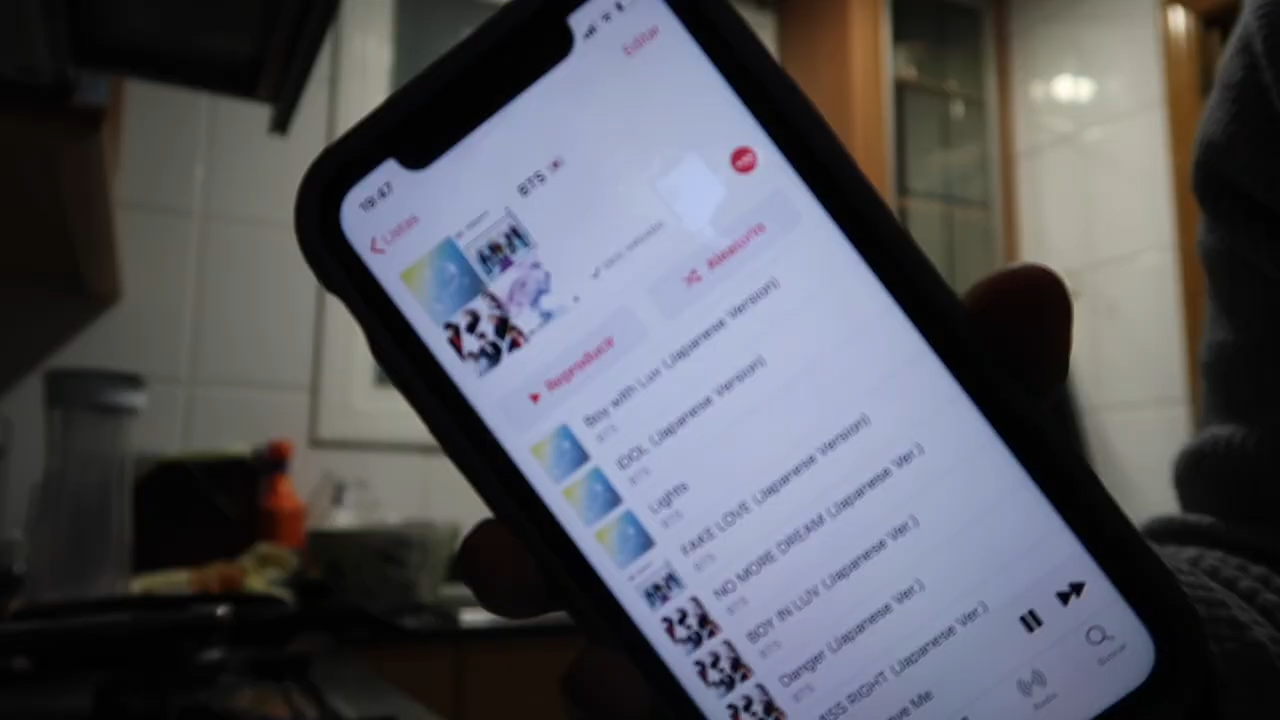 19:47
Editar
Listas
BTS
Reproducir
Aleatorio
Boy with Luv (Japanese Version)
BTS
IDOL (Japanese Version)
BTS
Lights
BTS
FAKE LOVE (Japanese Version)
BTS
NO MORE DREAM (Japanese Ver.)
BTS
BOY IN LUV (Japanese Ver.)
BTS
Danger (Japanese Ver.)
BTS
MISS RIGHT (Japanese Ver.)
Radio
Buscar